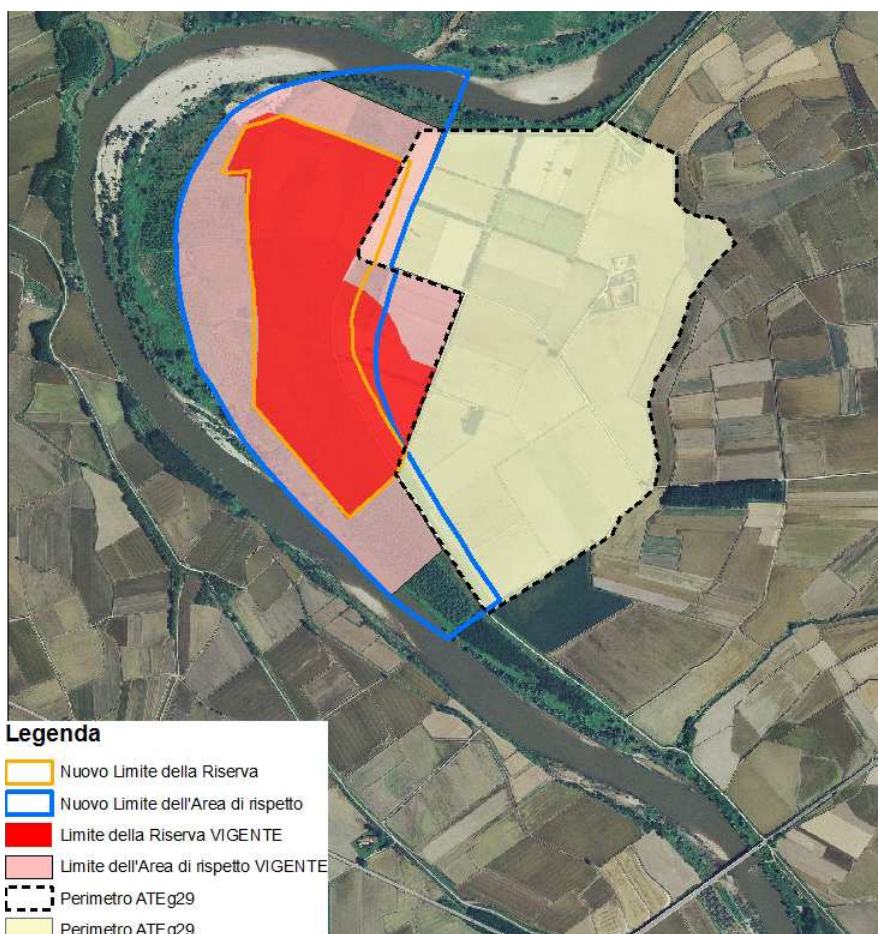 Legenda
Nuovo Limite della Riserva
Nuovo Limite dell'Area di rispetto
Limite della Riserva VIGENTE
Limite dell'Area di rispetto VIGENTE
Perimetro ATEg29
Perimetro ATEg29